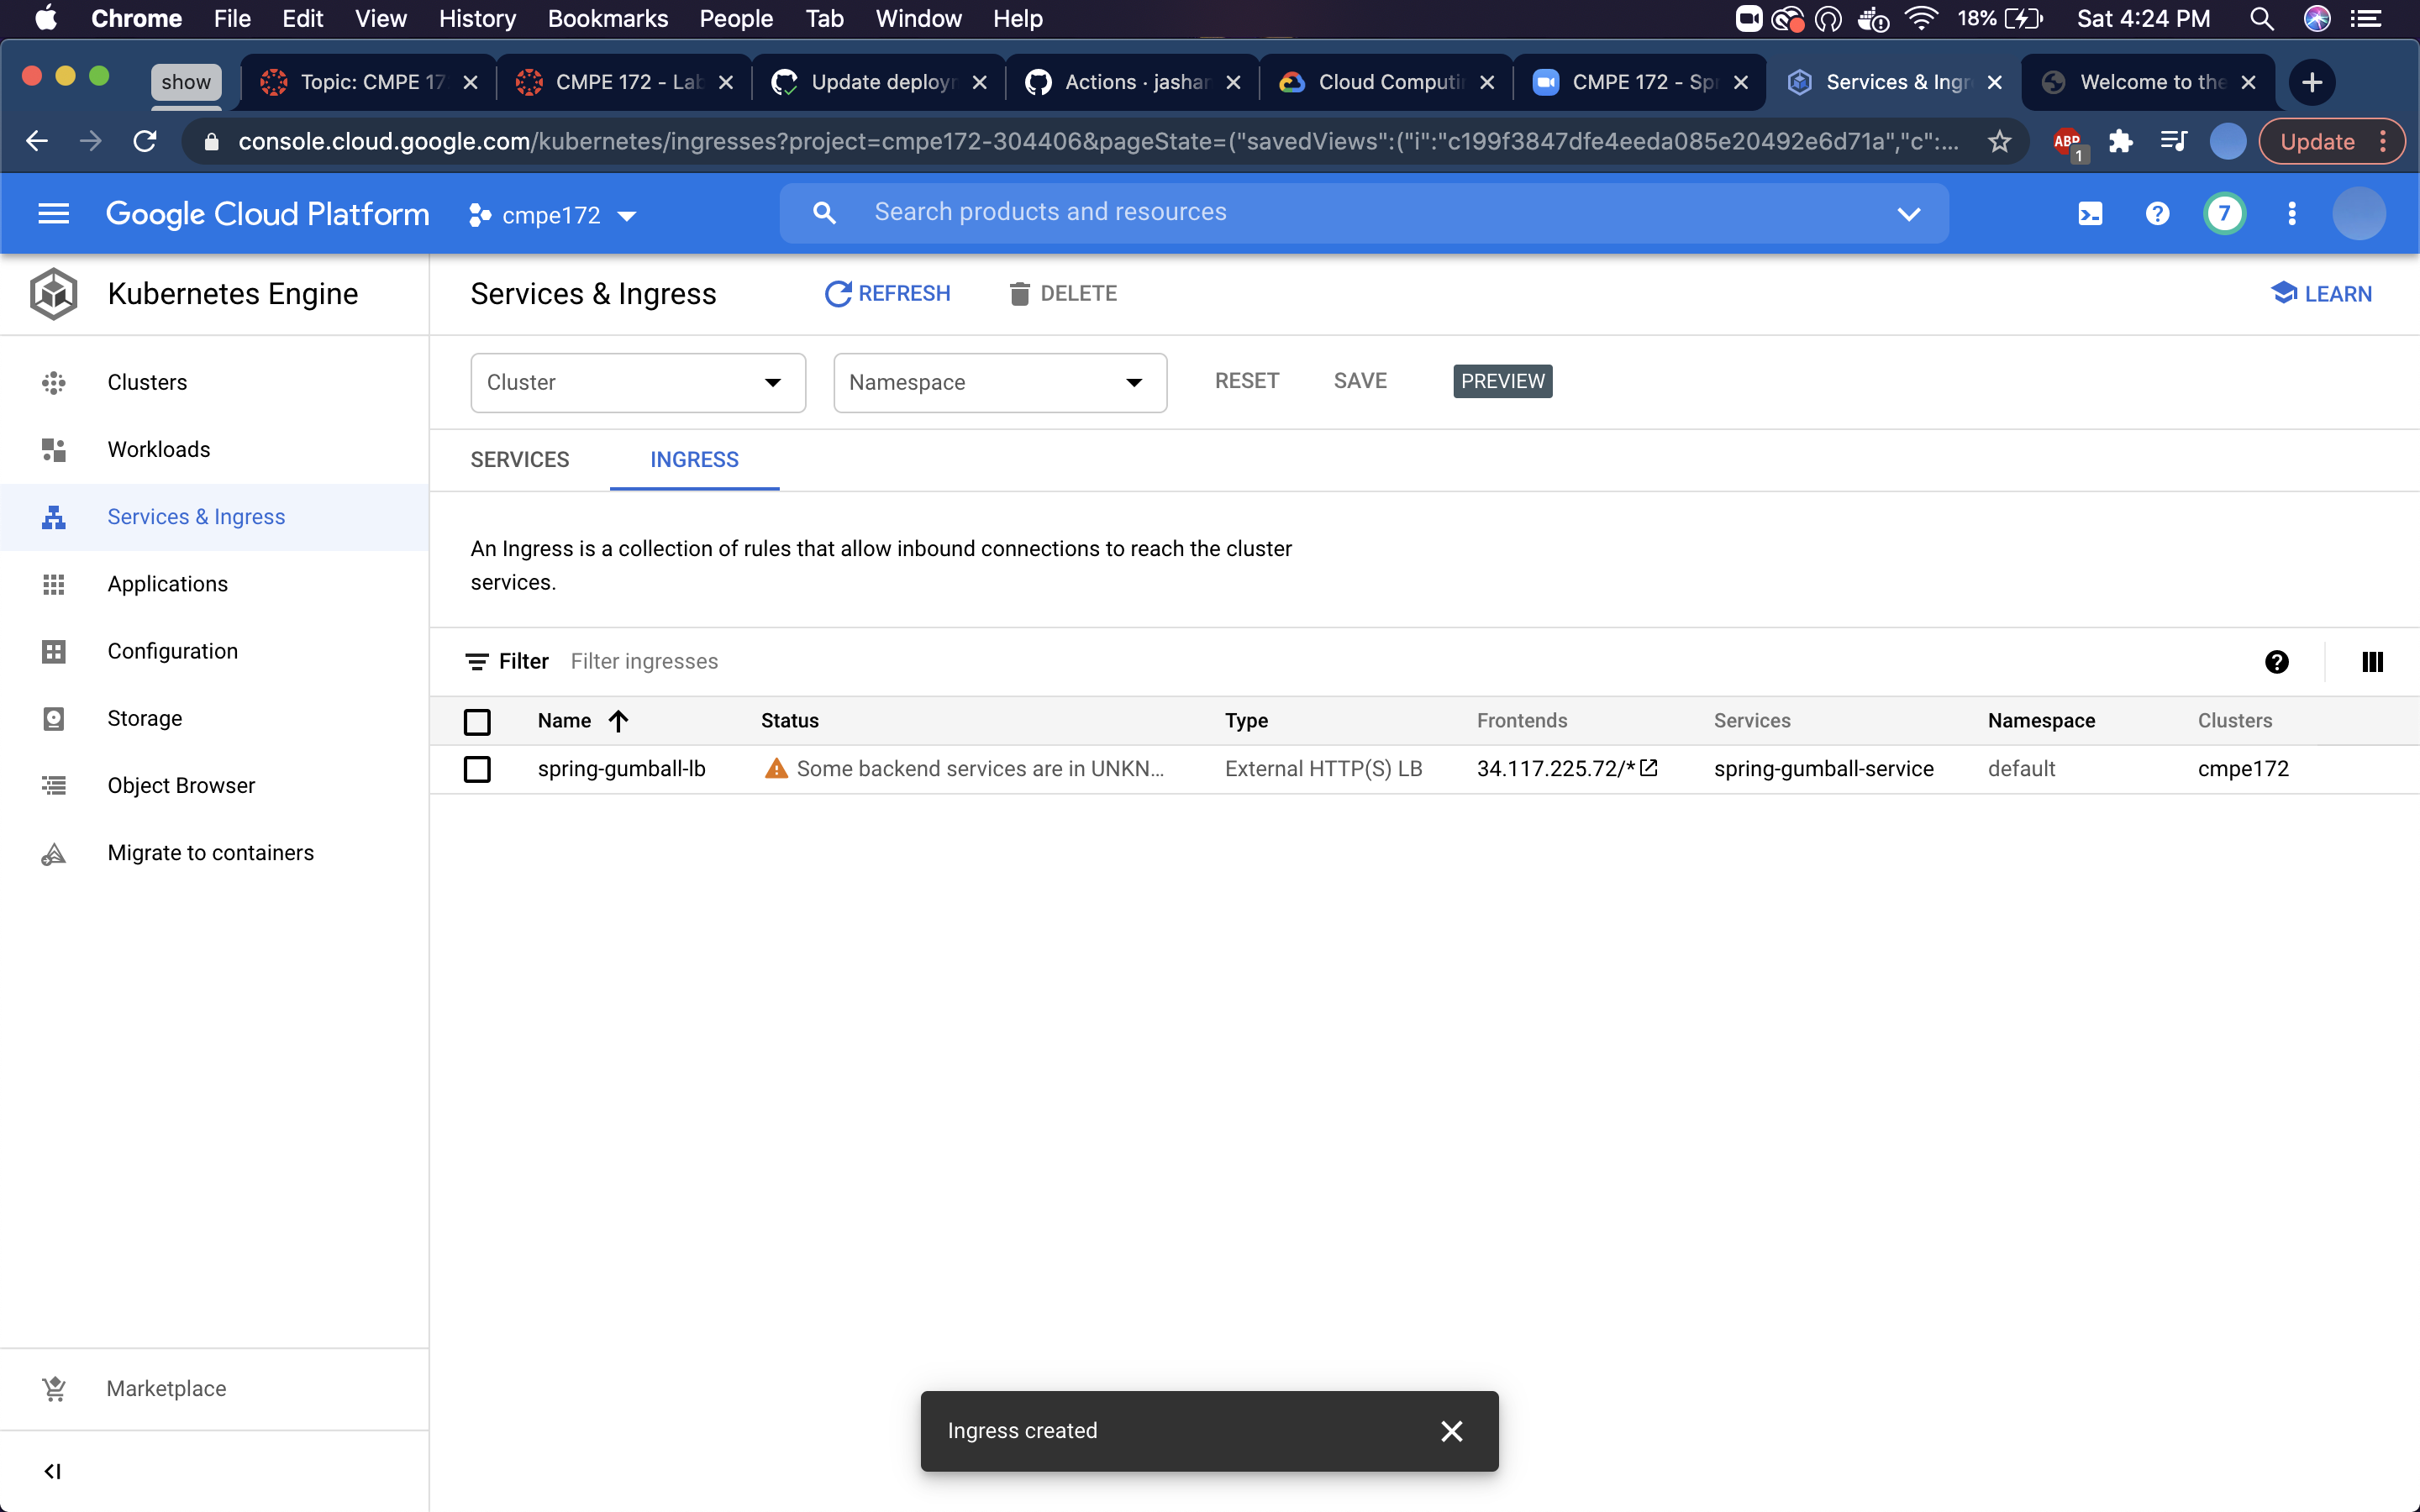 Chrome File Edit View History Bookmarks People Tab Window Help 18% Sat 4:24 PM
show Topic: CMPE 17 CMPE 172 - Lab Update deployr Actions · jashan Cloud Computin CMPE 172 - Spr Services & Ingr Welcome to the
console.cloud.google.com/kubernetes/ingresses?project=cmpe172-304406&pageState=("savedViews":("i":"c199f3847dfe4eeda085e20492e6d71a","c":... ABP 1 Update
Google Cloud Platform cmpe172 Search products and resources 7
Kubernetes Engine Services & Ingress REFRESH DELETE LEARN
Clusters
Workloads
Services & Ingress
Applications
Configuration
Storage
Object Browser
Migrate to containers
Marketplace
Cluster Namespace RESET SAVE PREVIEW
SERVICES INGRESS
An Ingress is a collection of rules that allow inbound connections to reach the cluster
services.
Filter Filter ingresses
Name Status Type Frontends Services Namespace Clusters
spring-gumball-lb Some backend services are in UNKN... External HTTP(S) LB 34.117.225.72/* spring-gumball-service default cmpe172
Ingress created